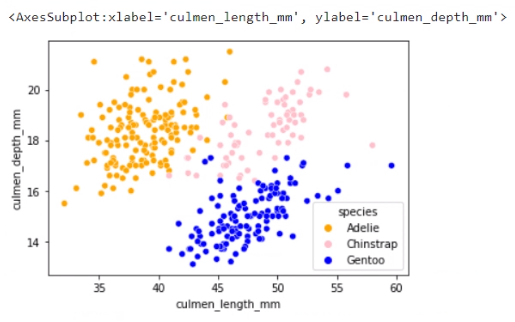 <AxesSubplot:xlabel='culmen_length_mm', ylabel='culmen_depth_mm'>
culmen_depth_mm
20
18
16
14
species
Adelie
Chinstrap
Gentoo
35 40 45 50 55 60
culmen_length_mm